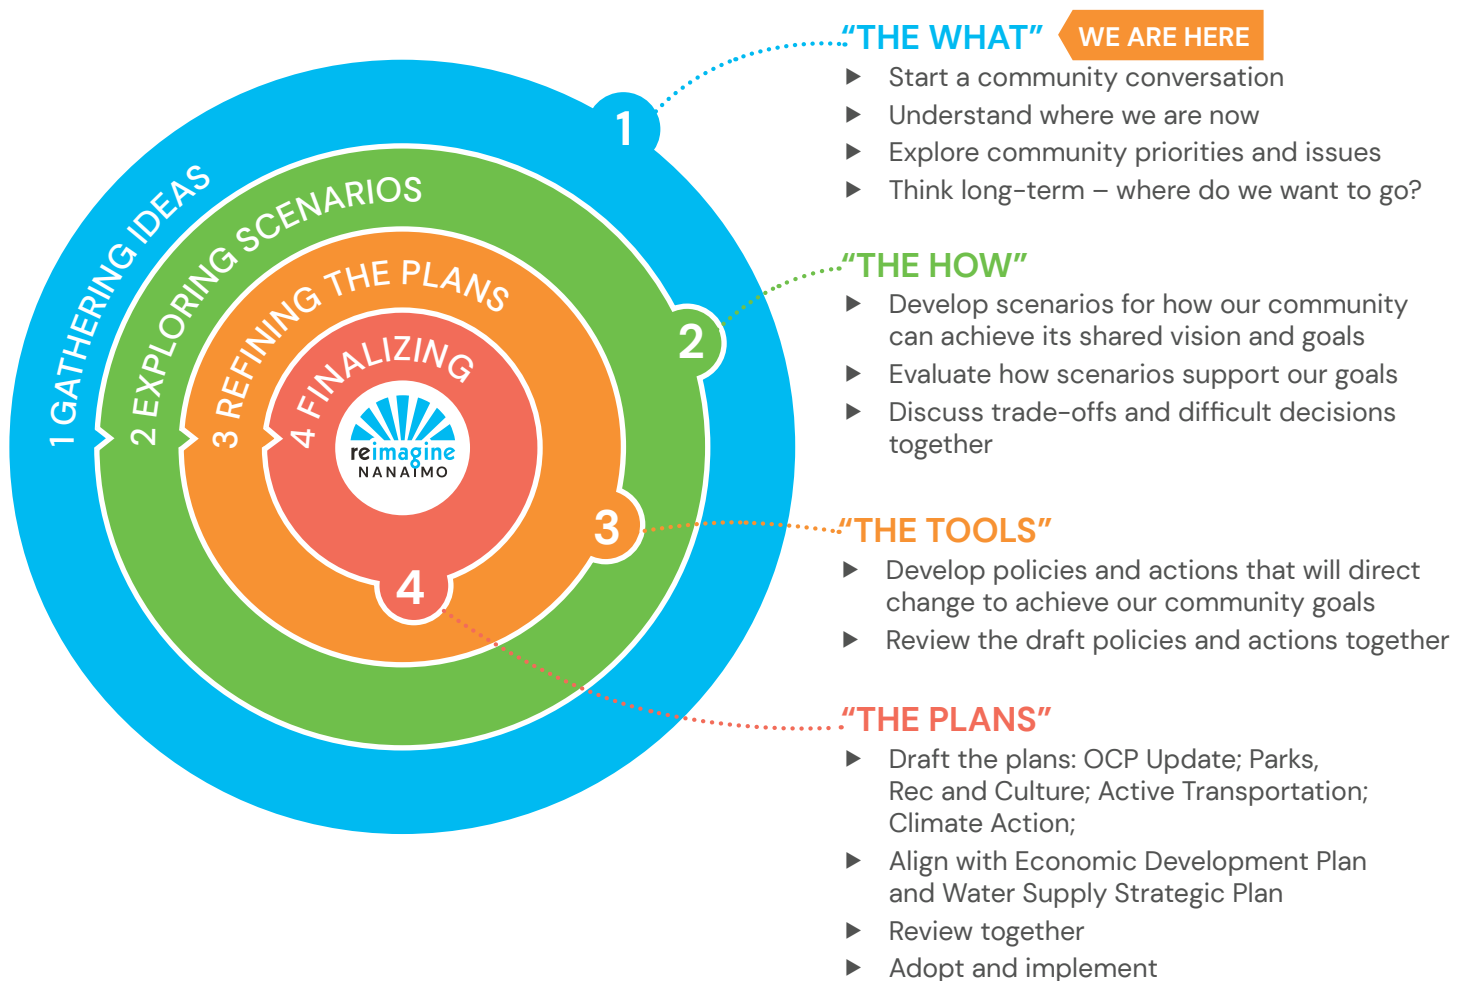 1 GATHERING IDEAS
2 EXPLORING SCENARIOS
3 REFINING THE PLANS
4 FINALIZING
reimagine
NANAIMO
1
2
3
4
“THE WHAT”
WE ARE HERE
Start a community conversation
Understand where we are now
Explore community priorities and issues
Think long-term – where do we want to go?
“THE HOW”
Develop scenarios for how our community
can achieve its shared vision and goals
Evaluate how scenarios support our goals
Discuss trade-offs and difficult decisions
together
“THE TOOLS”
Develop policies and actions that will direct
change to achieve our community goals
Review the draft policies and actions together
“THE PLANS”
Draft the plans: OCP Update; Parks,
Rec and Culture; Active Transportation;
Climate Action;
Align with Economic Development Plan
and Water Supply Strategic Plan
Review together
Adopt and implement